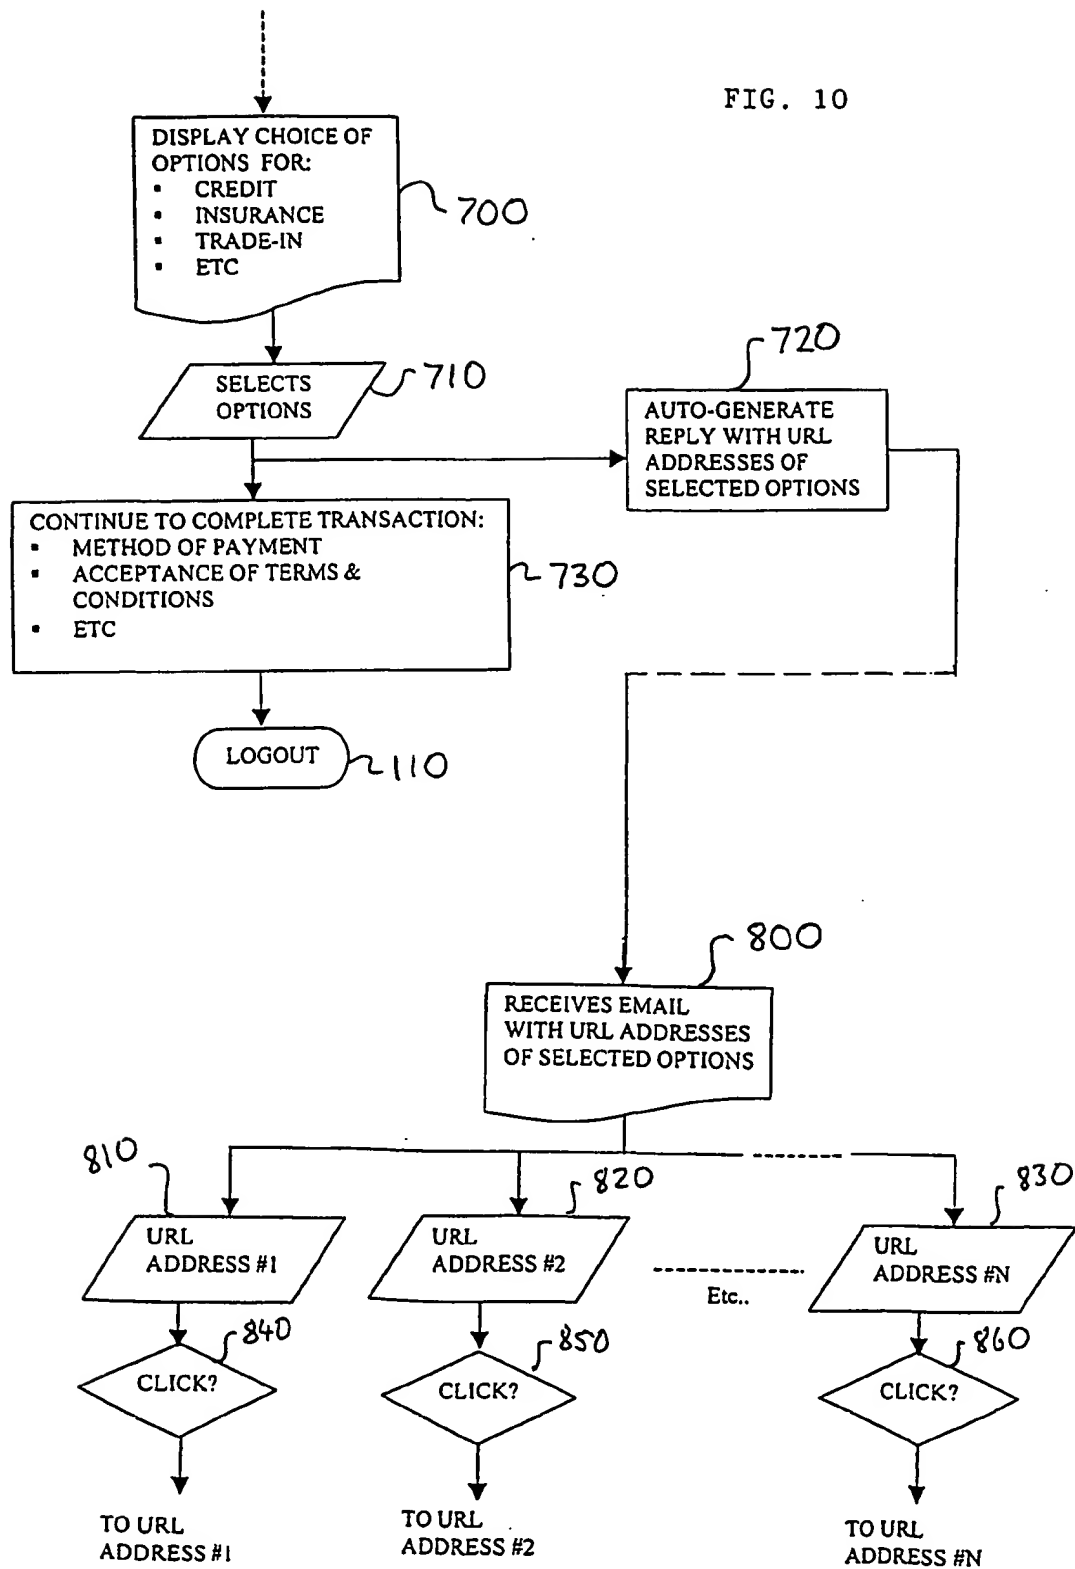 FIG. 10
DISPLAY CHOICE OF
OPTIONS FOR:
▪ CREDIT
▪ INSURANCE
▪ TRADE-IN
▪ ETC
700
SELECTS
OPTIONS
710
720
AUTO-GENERATE
REPLY WITH URL
ADDRESSES OF
SELECTED OPTIONS
CONTINUE TO COMPLETE TRANSACTION:
▪ METHOD OF PAYMENT
▪ ACCEPTANCE OF TERMS &
CONDITIONS
▪ ETC
730
LOGOUT
110
800
RECEIVES EMAIL
WITH URL ADDRESSES
OF SELECTED OPTIONS
810
URL
ADDRESS #1
820
URL
ADDRESS #2
Etc..
830
URL
ADDRESS #N
840
CLICK?
850
CLICK?
860
CLICK?
TO URL
ADDRESS #1
TO URL
ADDRESS #2
TO URL
ADDRESS #N